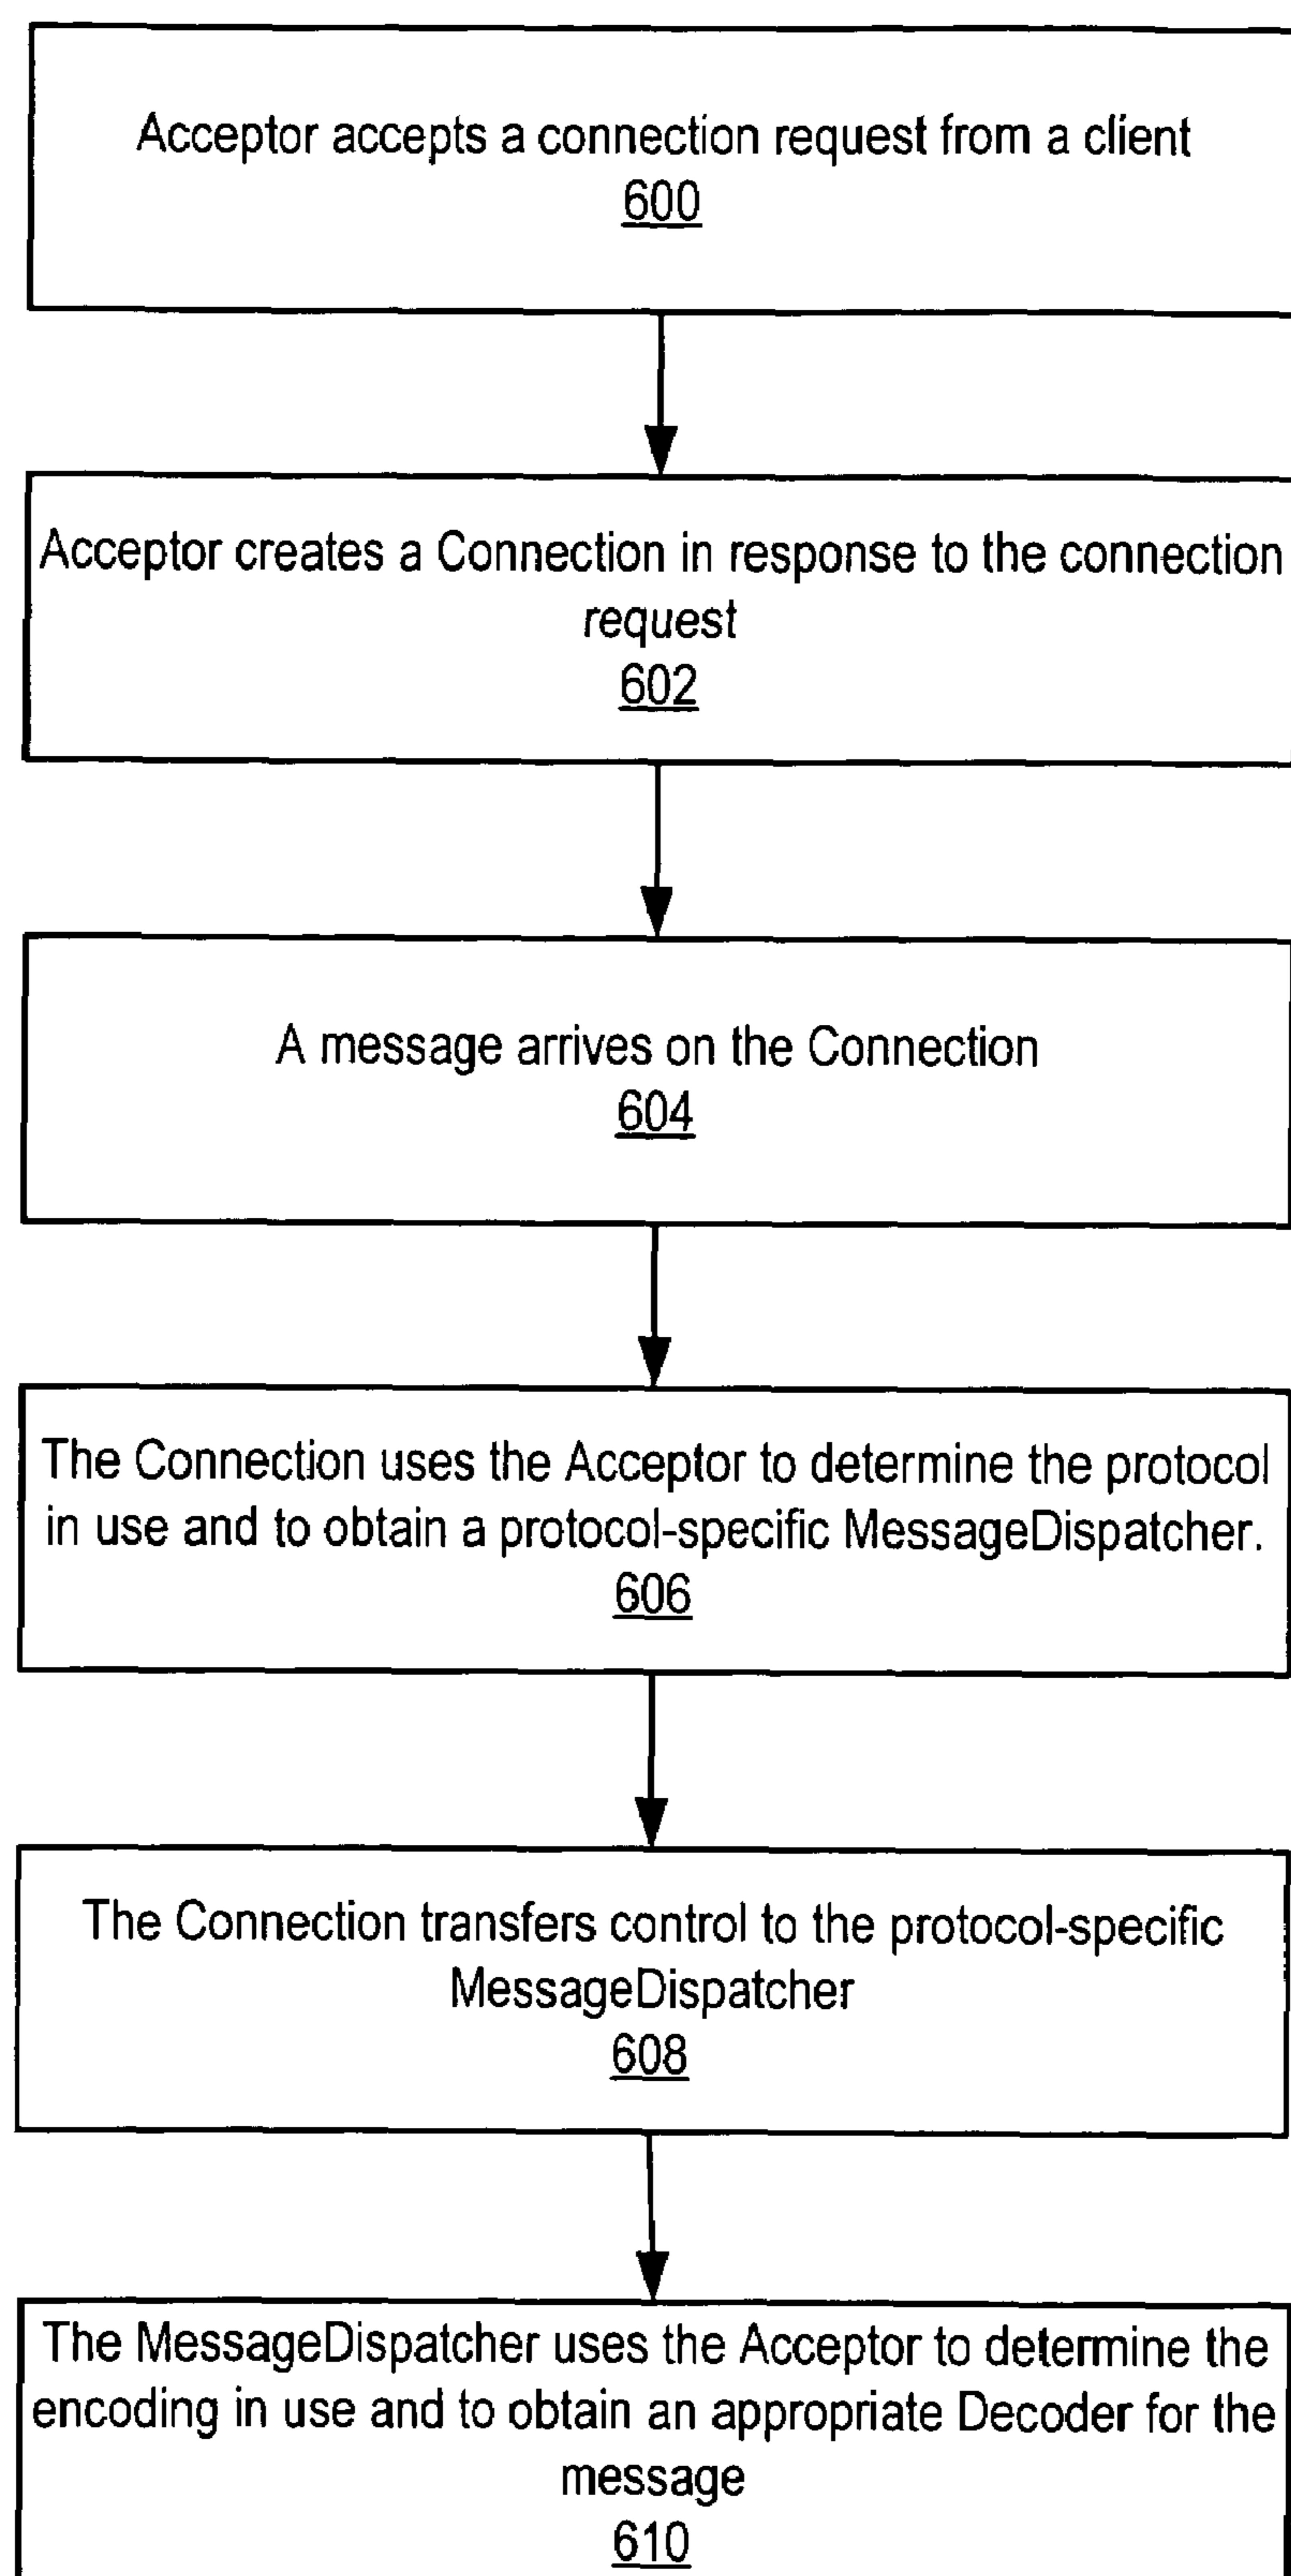 Acceptor accepts a connection request from a client
600
Acceptor creates a Connection in response to the connection
request
602
A message arrives on the Connection
604
The Connection uses the Acceptor to determine the protocol
in use and to obtain a protocol-specific MessageDispatcher.
606
The Connection transfers control to the protocol-specific
MessageDispatcher
608
The MessageDispatcher uses the Acceptor to determine the
encoding in use and to obtain an appropriate Decoder for the
message
610